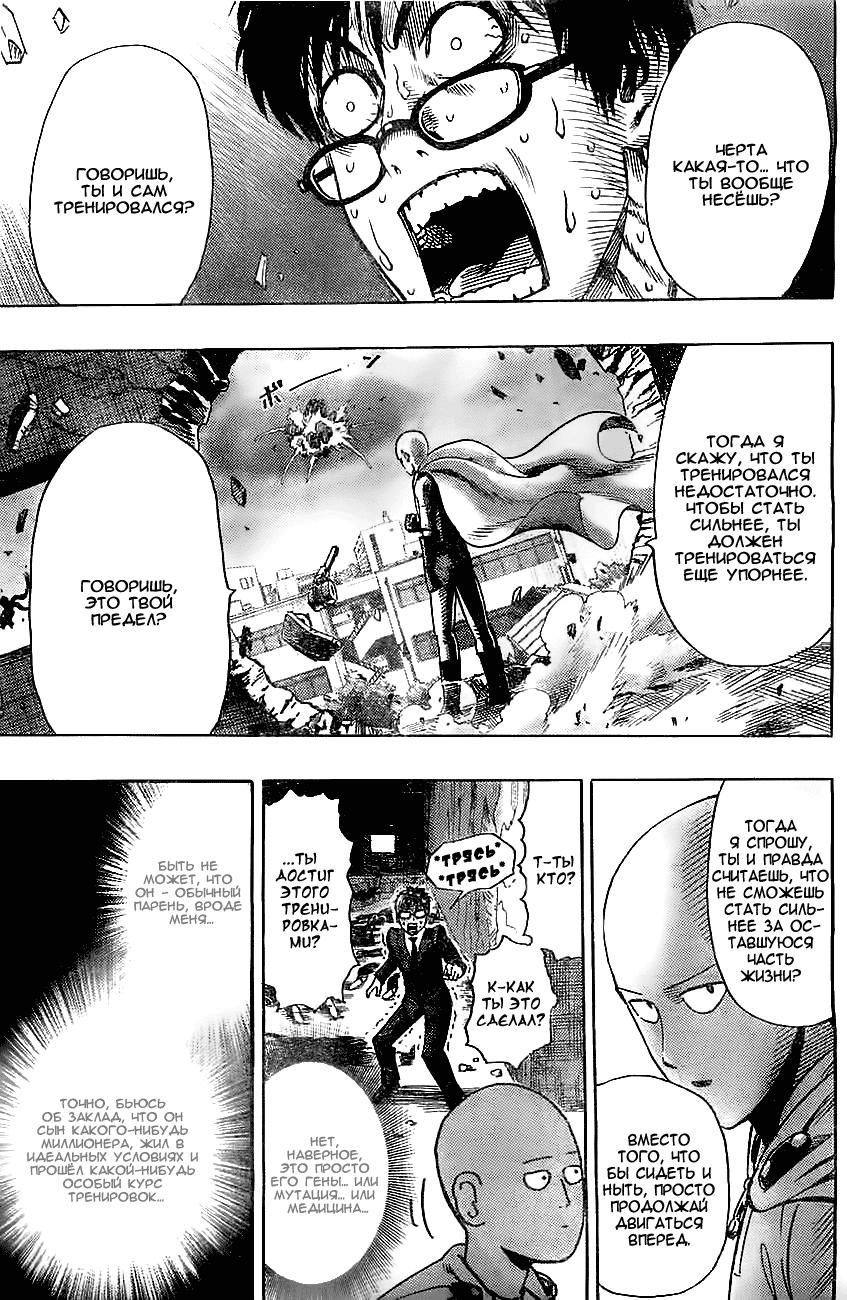 ЧЕРТА
КАКАЯ-ТО... ЧТО
ТЫ ВООБЩЕ
НЕСЁШЬ?
ГОВОРИШЬ,
ТЫ И САМ
ТРЕНИРОВАЛСЯ?
ТОГДА Я
СКАЖУ, ЧТО ТЫ
ТРЕНИРОВАЛСЯ
НЕДОСТАТОЧНО.
ЧТОБЫ СТАТЬ
СИЛЬНЕЕ, ТЫ
ДОЛЖЕН
ТРЕНИРОВАТЬСЯ
ЕЩЕ УПОРНЕЕ.
ボ
ГОВОРИШЬ,
ЭТО ТВОЙ
ПРЕДЕЛ?
ТОГДА
Я СПРОШУ,
ТЫ И ПРАВДА
СЧИТАЕШЬ, ЧТО
НЕ СМОЖЕШЬ
СТАТЬ СИЛЬ-
НЕЕ ЗА ОС-
ТАВШУЮСЯ
ЧАСТЬ
ЖИЗНИ?
ВМЕСТО
ТОГО, ЧТО
БЫ СИДЕТЬ И
НЫТЬ, ПРОСТО
ПРОДОЛЖАЙ
ДВИГАТЬСЯ
ВПЕРЕД.
Т-ТЫ
КТО?
К-КАК
ТЫ ЭТО
СДЕЛАЛ?
*ТРЯСЬ*
*ТРЯСЬ*
...ТЫ
ДОСТИГ
ЭТОГО
ТРЕНИ-
РОВКА-
МИ?
НЕТ,
НАВЕРНОЕ,
ЭТО ПРОСТО
ЕГО ГЕНЫ... ИЛИ
МУТАЦИЯ... ИЛИ
МЕДИЦИНА...
БЫТЬ НЕ
МОЖЕТ, ЧТО
ОН - ОБЫЧНЫЙ
ПАРЕНЬ, ВРОДЕ
МЕНЯ...
ТОЧНО, БЬЮСЬ
ОБ ЗАКЛАД, ЧТО ОН
СЫН КАКОГО-НИБУДЬ
МИЛЛИОНЕРА, ЖИЛ В
ИДЕАЛЬНЫХ УСЛОВИЯХ И
ПРОШЁЛ КАКОЙ-НИБУДЬ
ОСОБЫЙ КУРС
ТРЕНИРОВОК...